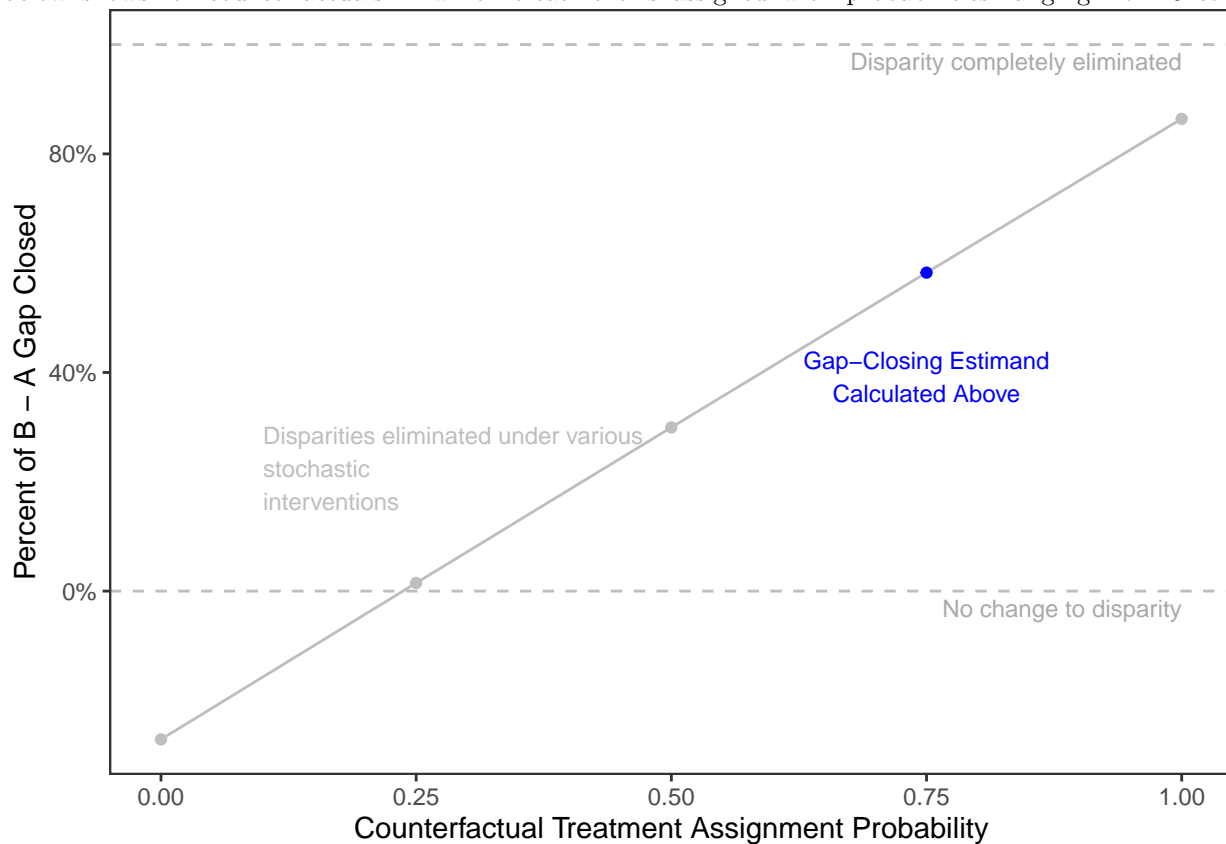 Disparity completely eliminated
80%
Percent of B − A Gap Closed
Gap−Closing Estimand
Calculated Above
40%
Disparities eliminated under various
stochastic
interventions
0%
No change to disparity
0.00 0.25 0.50 0.75 1.00
Counterfactual Treatment Assignment Probability